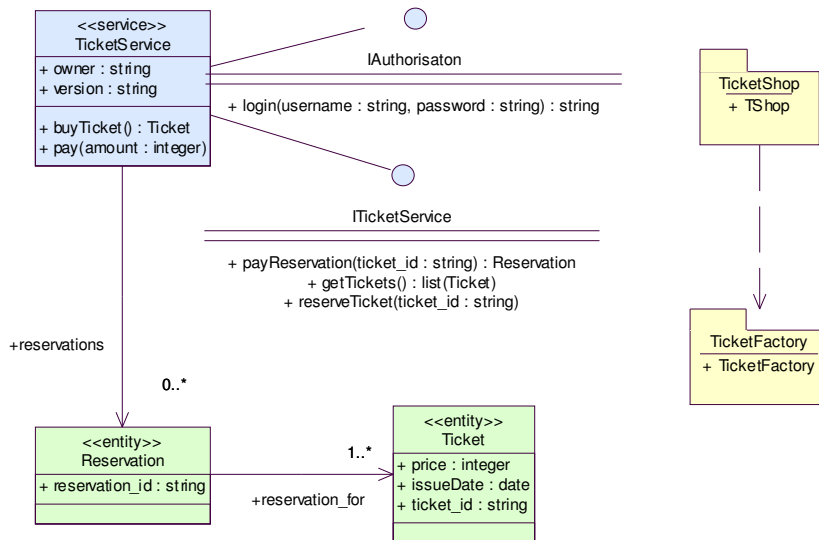 <<service>>
TicketService
+ owner : string
+ version : string
+ buyTicket() : Ticket
+ pay(amount : integer)
IAuthorisaton
+ login(username : string, password : string) : string
ITicketService
+ payReservation(ticket_id : string) : Reservation
+ getTickets() : list(Ticket)
+ reserveTicket(ticket_id : string)
TicketShop
+ TShop
TicketFactory
+ TicketFactory
+reservations
0..*
<<entity>>
Reservation
+ reservation_id : string
1..*
+reservation_for
<<entity>>
Ticket
+ price : integer
+ issueDate : date
+ ticket_id : string